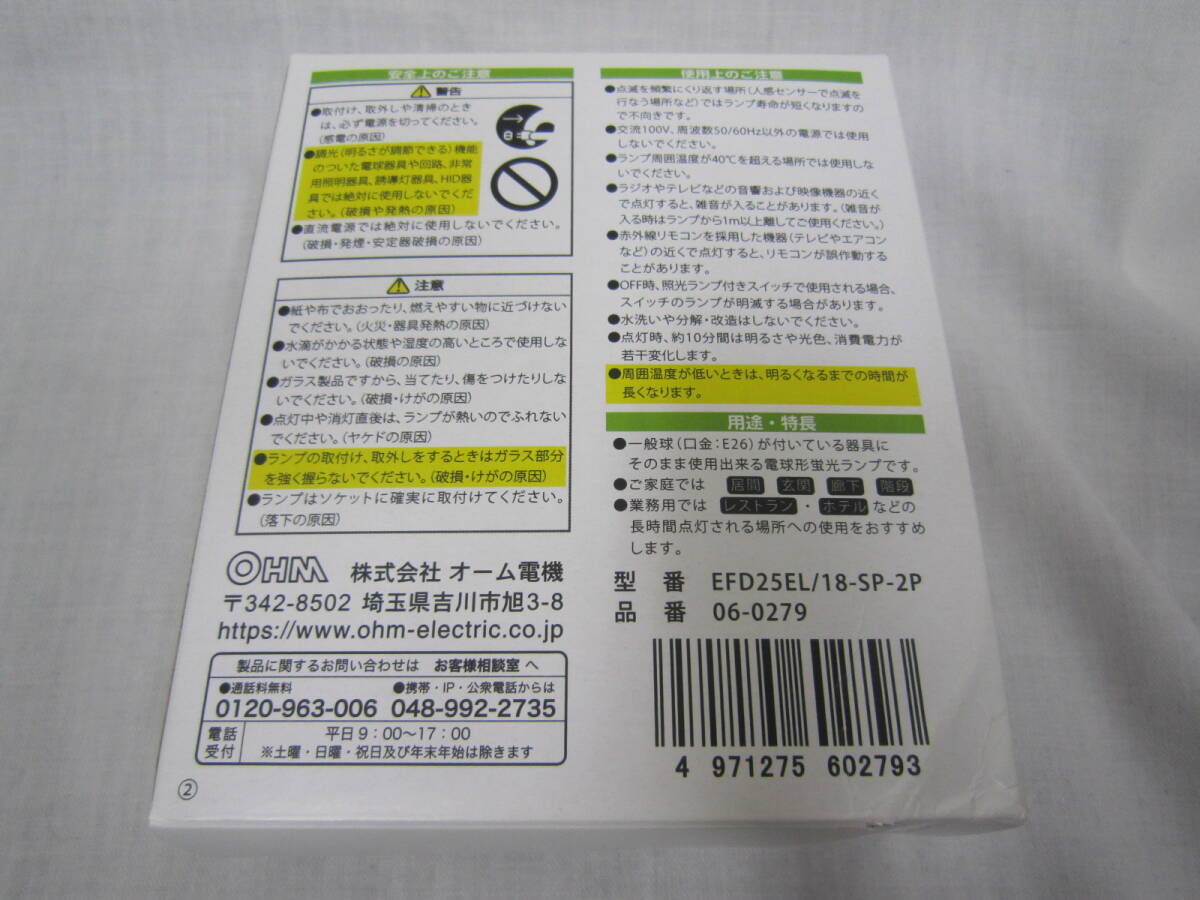 安全上のご注意
警告
●取付け、取外しや清掃のとき
は、必ず電源を切ってください。
(感電の原因)
●調光(明るさが調節できる)機能
のついた電球器具や回路、非常
用照明器具、誘導灯器具、HID器
具では絶対に使用しないでくだ
さい。(破損や発熱の原因)
●直流電源では絶対に使用しないでください。
(破損・発煙・安定器破損の原因)
注意
●紙や布でおおったり、燃えやすい物に近づけない
でください。(火災・器具発熱の原因)
●水滴がかかる状態や湿度の高いところで使用しな
いでください。(破損の原因)
●ガラス製品ですから、当てたり、傷をつけたりしな
いでください。(破損・けがの原因)
●点灯中や消灯直後は、ランプが熱いのでふれない
でください。(ヤケドの原因)
●ランプの取付け、取外しをするときはガラス部分
を強く握らないでください。(破損・けがの原因)
●ランプはソケットに確実に取付けてください。
(落下の原因)
OHM 株式会社 オーム電機
〒342-8502 埼玉県吉川市旭3-8
https://www.ohm-electric.co.jp
製品に関するお問い合わせは お客様相談室 へ
●通話料無料 ●携帯・IP・公衆電話からは
0120-963-006 048-992-2735
電話
受付
平日9:00〜17:00
※土曜・日曜・祝日及び年末年始は除きます
②
使用上のご注意
●点滅を頻繁にくり返す場所(人感センサーで点滅を
行なう場所など)ではランプ寿命が短くなりますの
で不向きです。
●交流100V、周波数50/60Hz以外の電源では使用
しないでください。
●ランプ周囲温度が40℃を超える場所では使用しな
いでください。
●ラジオやテレビなどの音響および映像機器の近く
で点灯すると、雑音が入ることがあります。(雑音が
入る時はランプから1m以上離してご使用ください。)
●赤外線リモコンを採用した機器(テレビやエアコン
など)の近くで点灯すると、リモコンが誤作動する
ことがあります。
●OFF時、照光ランプ付きスイッチで使用される場合、
スイッチのランプが明滅する場合があります。
●水洗いや分解・改造はしないでください。
●点灯時、約10分間は明るさや光色、消費電力が
若干変化します。
●周囲温度が低いときは、明るくなるまでの時間が
長くなります。
用途・特長
●一般球(口金:E26)が付いている器具に
そのまま使用出来る電球形蛍光ランプです。
●ご家庭では 居間 玄関 廊下 階段
●業務用では レストラン・ホテルなどの
長時間点灯される場所への使用をおすすめ
します。
型番 EFD25EL/18-SP-2P
品番 06-0279
4 971275 602793